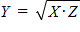 Y = √X·Z